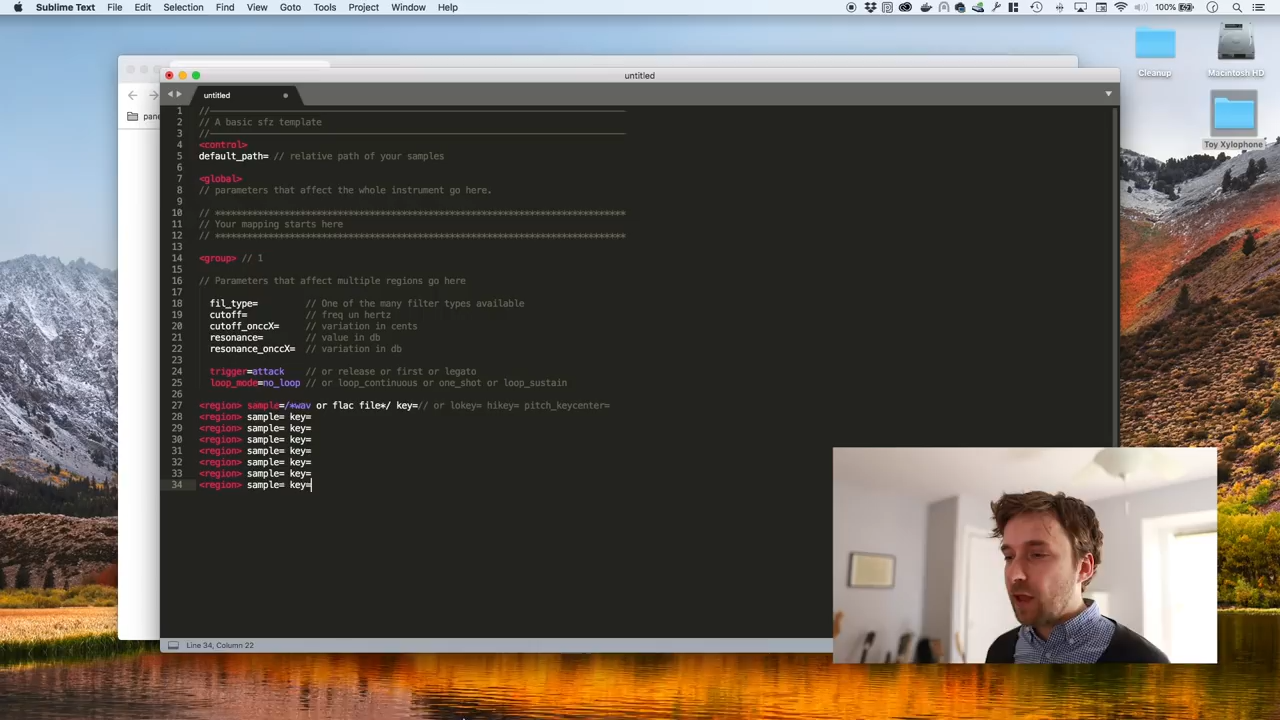 Sublime Text File Edit Selection Find View Goto Tools Project Window Help
100%
Cleanup
Macintosh HD
Toy Xylophone
untitled
untitled
1 //
2 // A basic sfz template
3 //
4 <control>
5 default_path= // relative path of your samples
6
7 <global>
8 // parameters that affect the whole instrument go here.
9
10 // *****************************************************************************
11 // Your mapping starts here
12 // *****************************************************************************
13
14 <group> // 1
15
16 // Parameters that affect multiple regions go here
17
18 fil_type= // One of the many filter types available
19 cutoff= // freq un hertz
20 cutoff_onccX= // variation in cents
21 resonance= // value in db
22 resonance_onccX= // variation in db
23
24 trigger=attack // or release or first or legato
25 loop_mode=no_loop // or loop_continuous or one_shot or loop_sustain
26
27 <region> sample=/*wav or flac file*/ key=// or lokey= hikey= pitch_keycenter=
28 <region> sample= key=
29 <region> sample= key=
30 <region> sample= key=
31 <region> sample= key=
32 <region> sample= key=
33 <region> sample= key=
34 <region> sample= key=
Line 34, Column 22